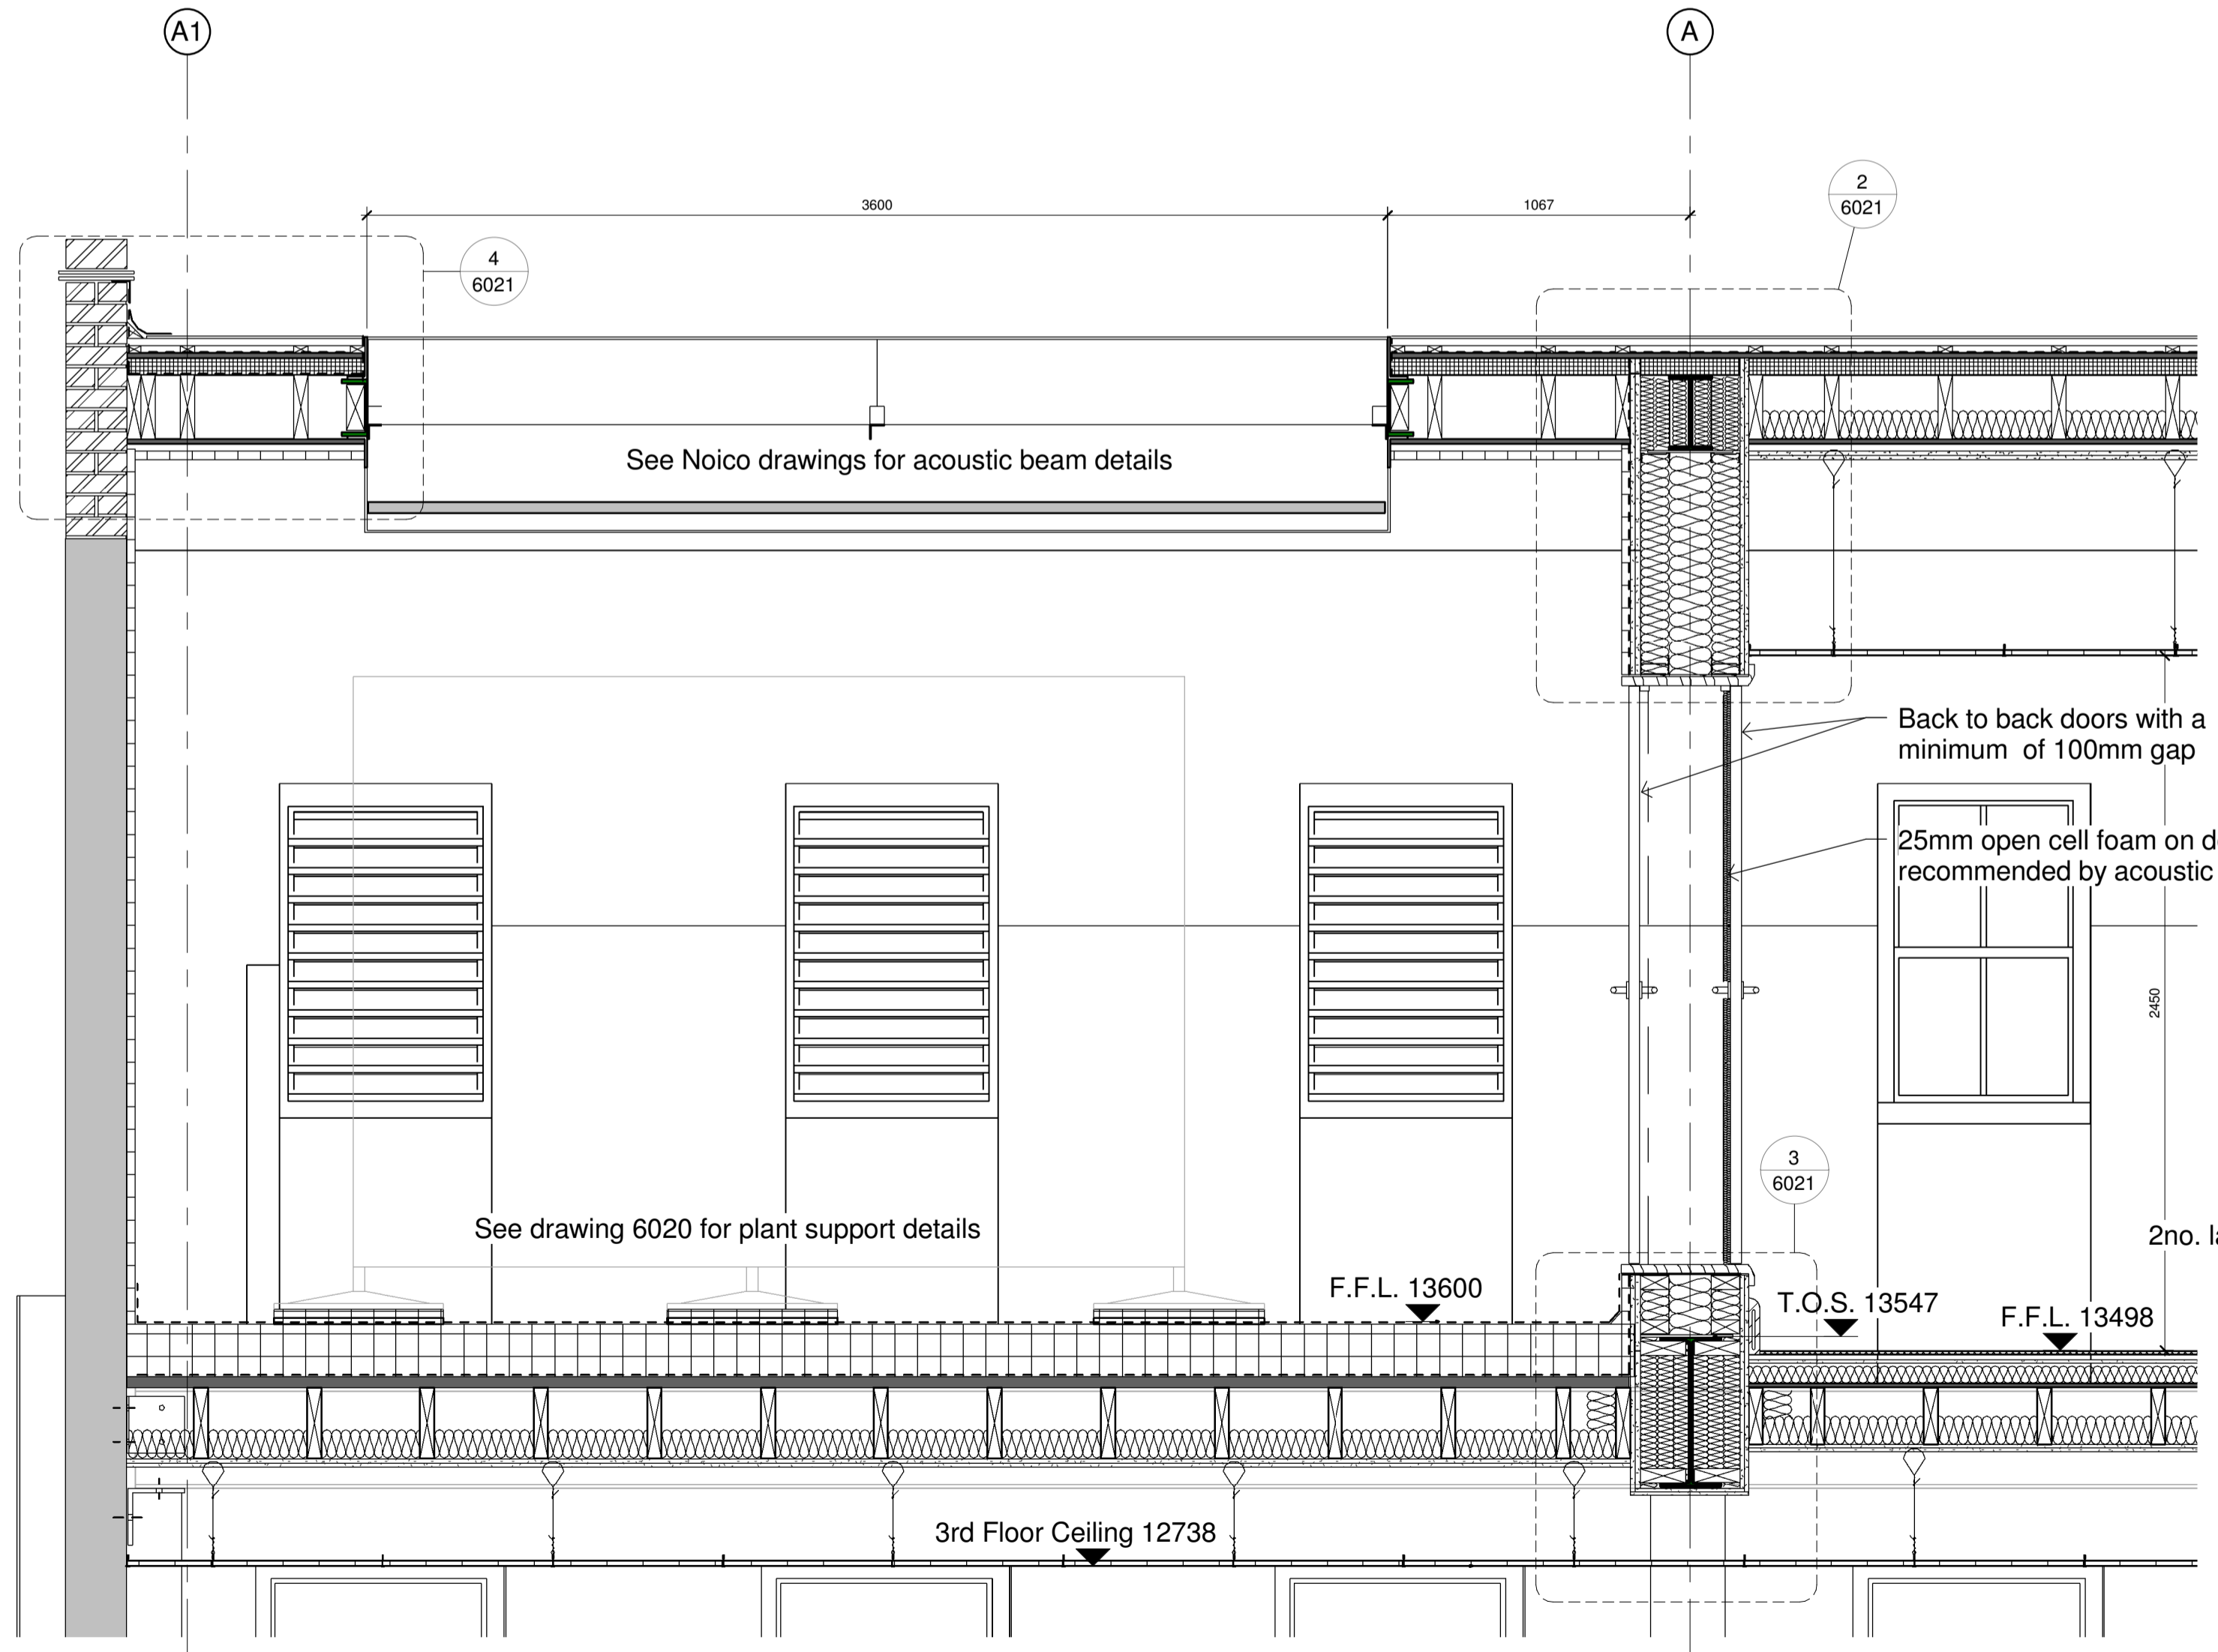 A1
A
3600
1067
2
6021
4
6021
See Noico drawings for acoustic beam details
Back to back doors with a
minimum of 100mm gap
25mm open cell foam on
recommended by acoustic
2450
3
6021
See drawing 6020 for plant support details
2no.
F.F.L. 13600
T.O.S. 13547
F.F.L. 13498
3rd Floor Ceiling 12738